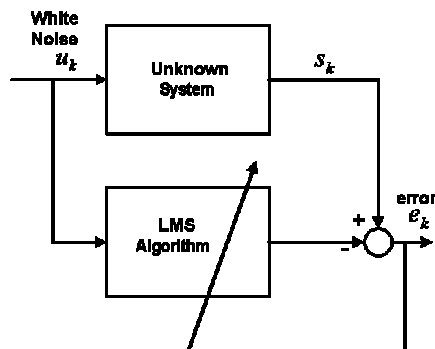 White
Noise
u_k
Unknown
System
s_k
LMS
Algorithm
+
-
error
e_k